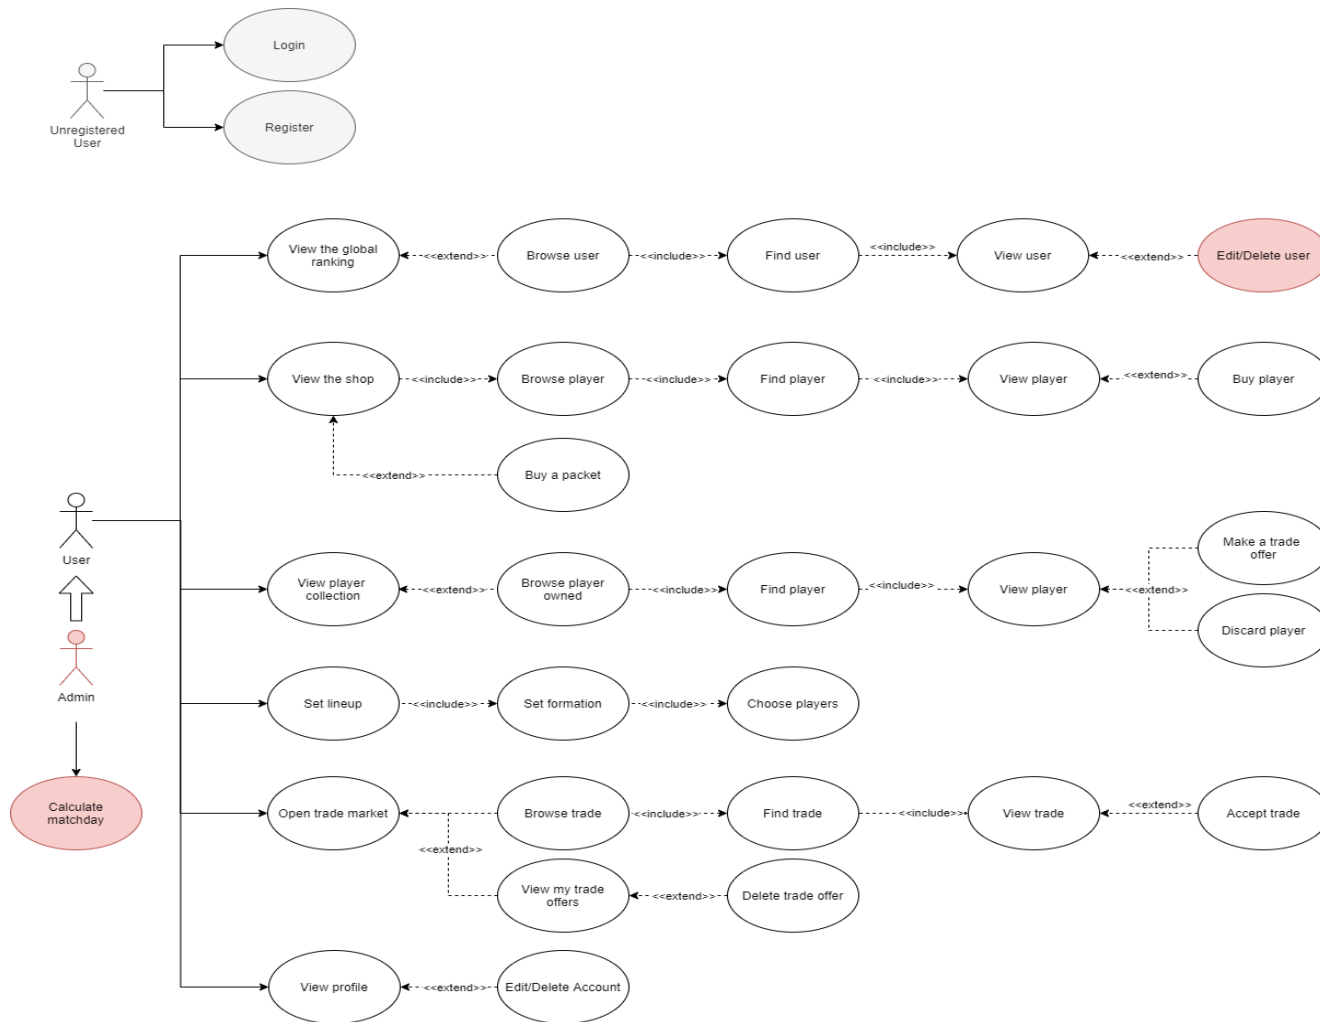 Login
Unregistered
User
Register
View the global
ranking
<<extend>>
Browse user
<<include>>
Find user
<<include>>
View user
<<extend>>
Edit/Delete user
View the shop
<<include>>
Browse player
<<include>>
Find player
<<include>>
View player
<<extend>>
Buy player
<<extend>>
Buy a packet
User
View player
collection
<<extend>>
Browse player
owned
<<include>>
Find player
<<include>>
View player
<<extend>>
Make a trade
offer
Discard player
Admin
Set lineup
<<include>>
Set formation
<<include>>
Choose players
Calculate
matchday
Open trade market
<<extend>>
Browse trade
<<include>>
Find trade
<<include>>
View trade
<<extend>>
Accept trade
View my trade
offers
<<extend>>
Delete trade offer
View profile
<<extend>>
Edit/Delete Account